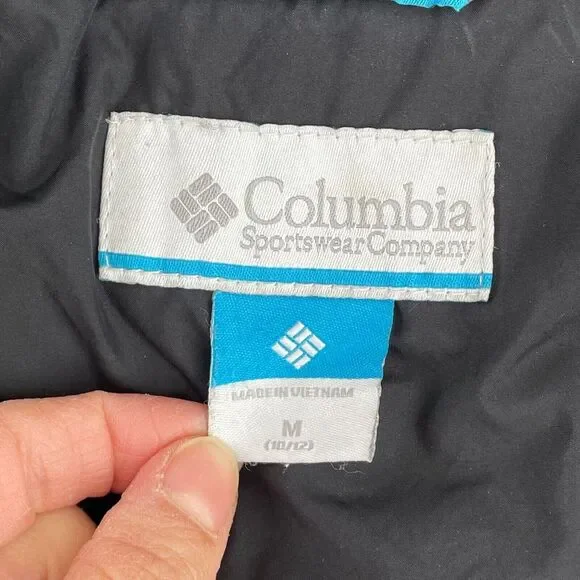 Columbia
Sportswear Company
MADE IN VIETNAM
M
(10/12)